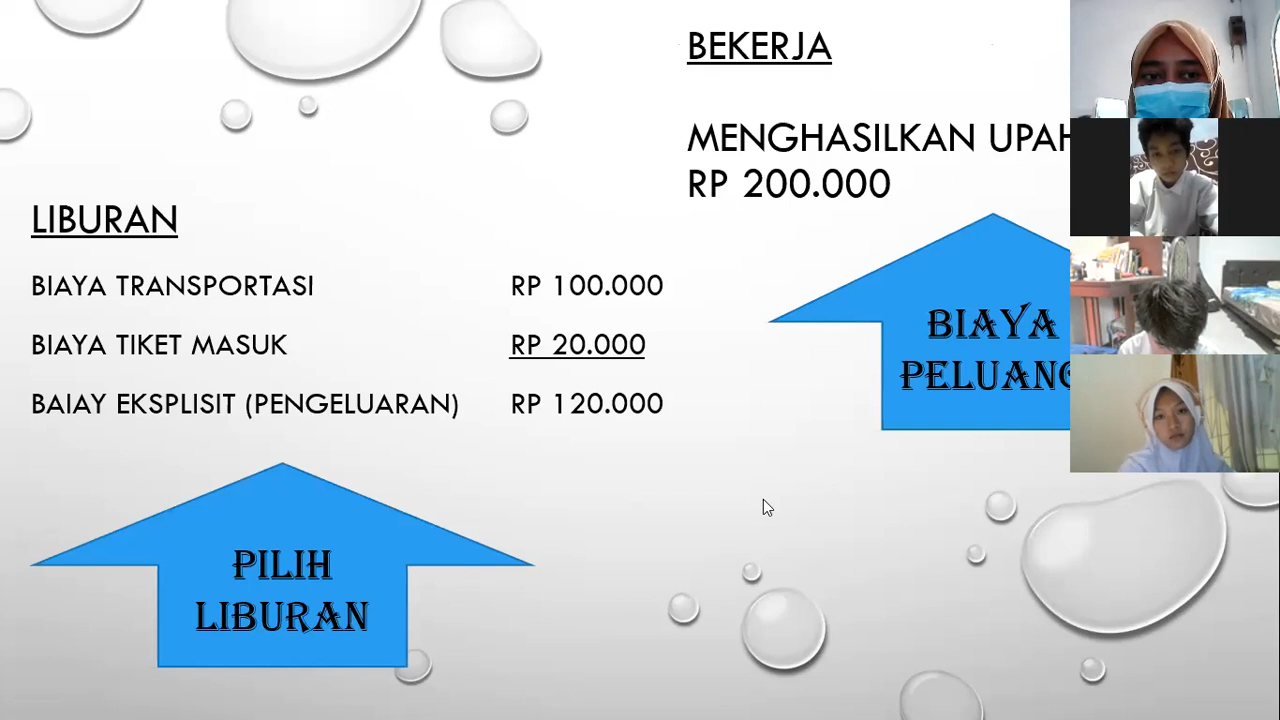 BEKERJA
MENGHASILKAN UPAH
RP 200.000
LIBURAN
BIAYA TRANSPORTASI RP 100.000
BIAYA TIKET MASUK RP 20.000
BAIAY EKSPLISIT (PENGELUARAN) RP 120.000
BIAYA
PELUANG
PILIH
LIBURAN